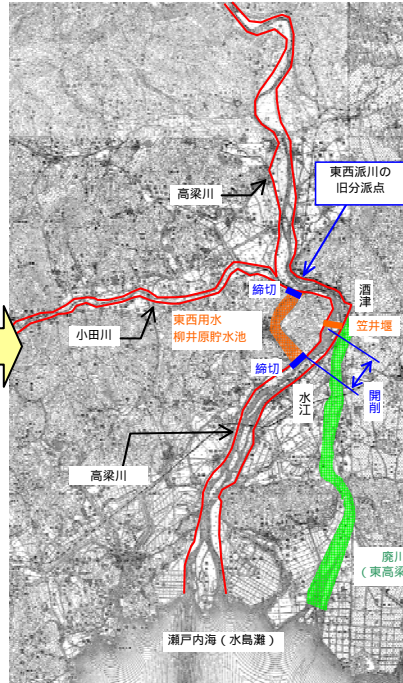 東西派川の
旧分派点
高梁川
酒津
締切
東西用水
柳井原貯水池
笠井堰
小田川
締切
開削
水江
高梁川
廃川
（東高梁
瀬戸内海（水島灘）